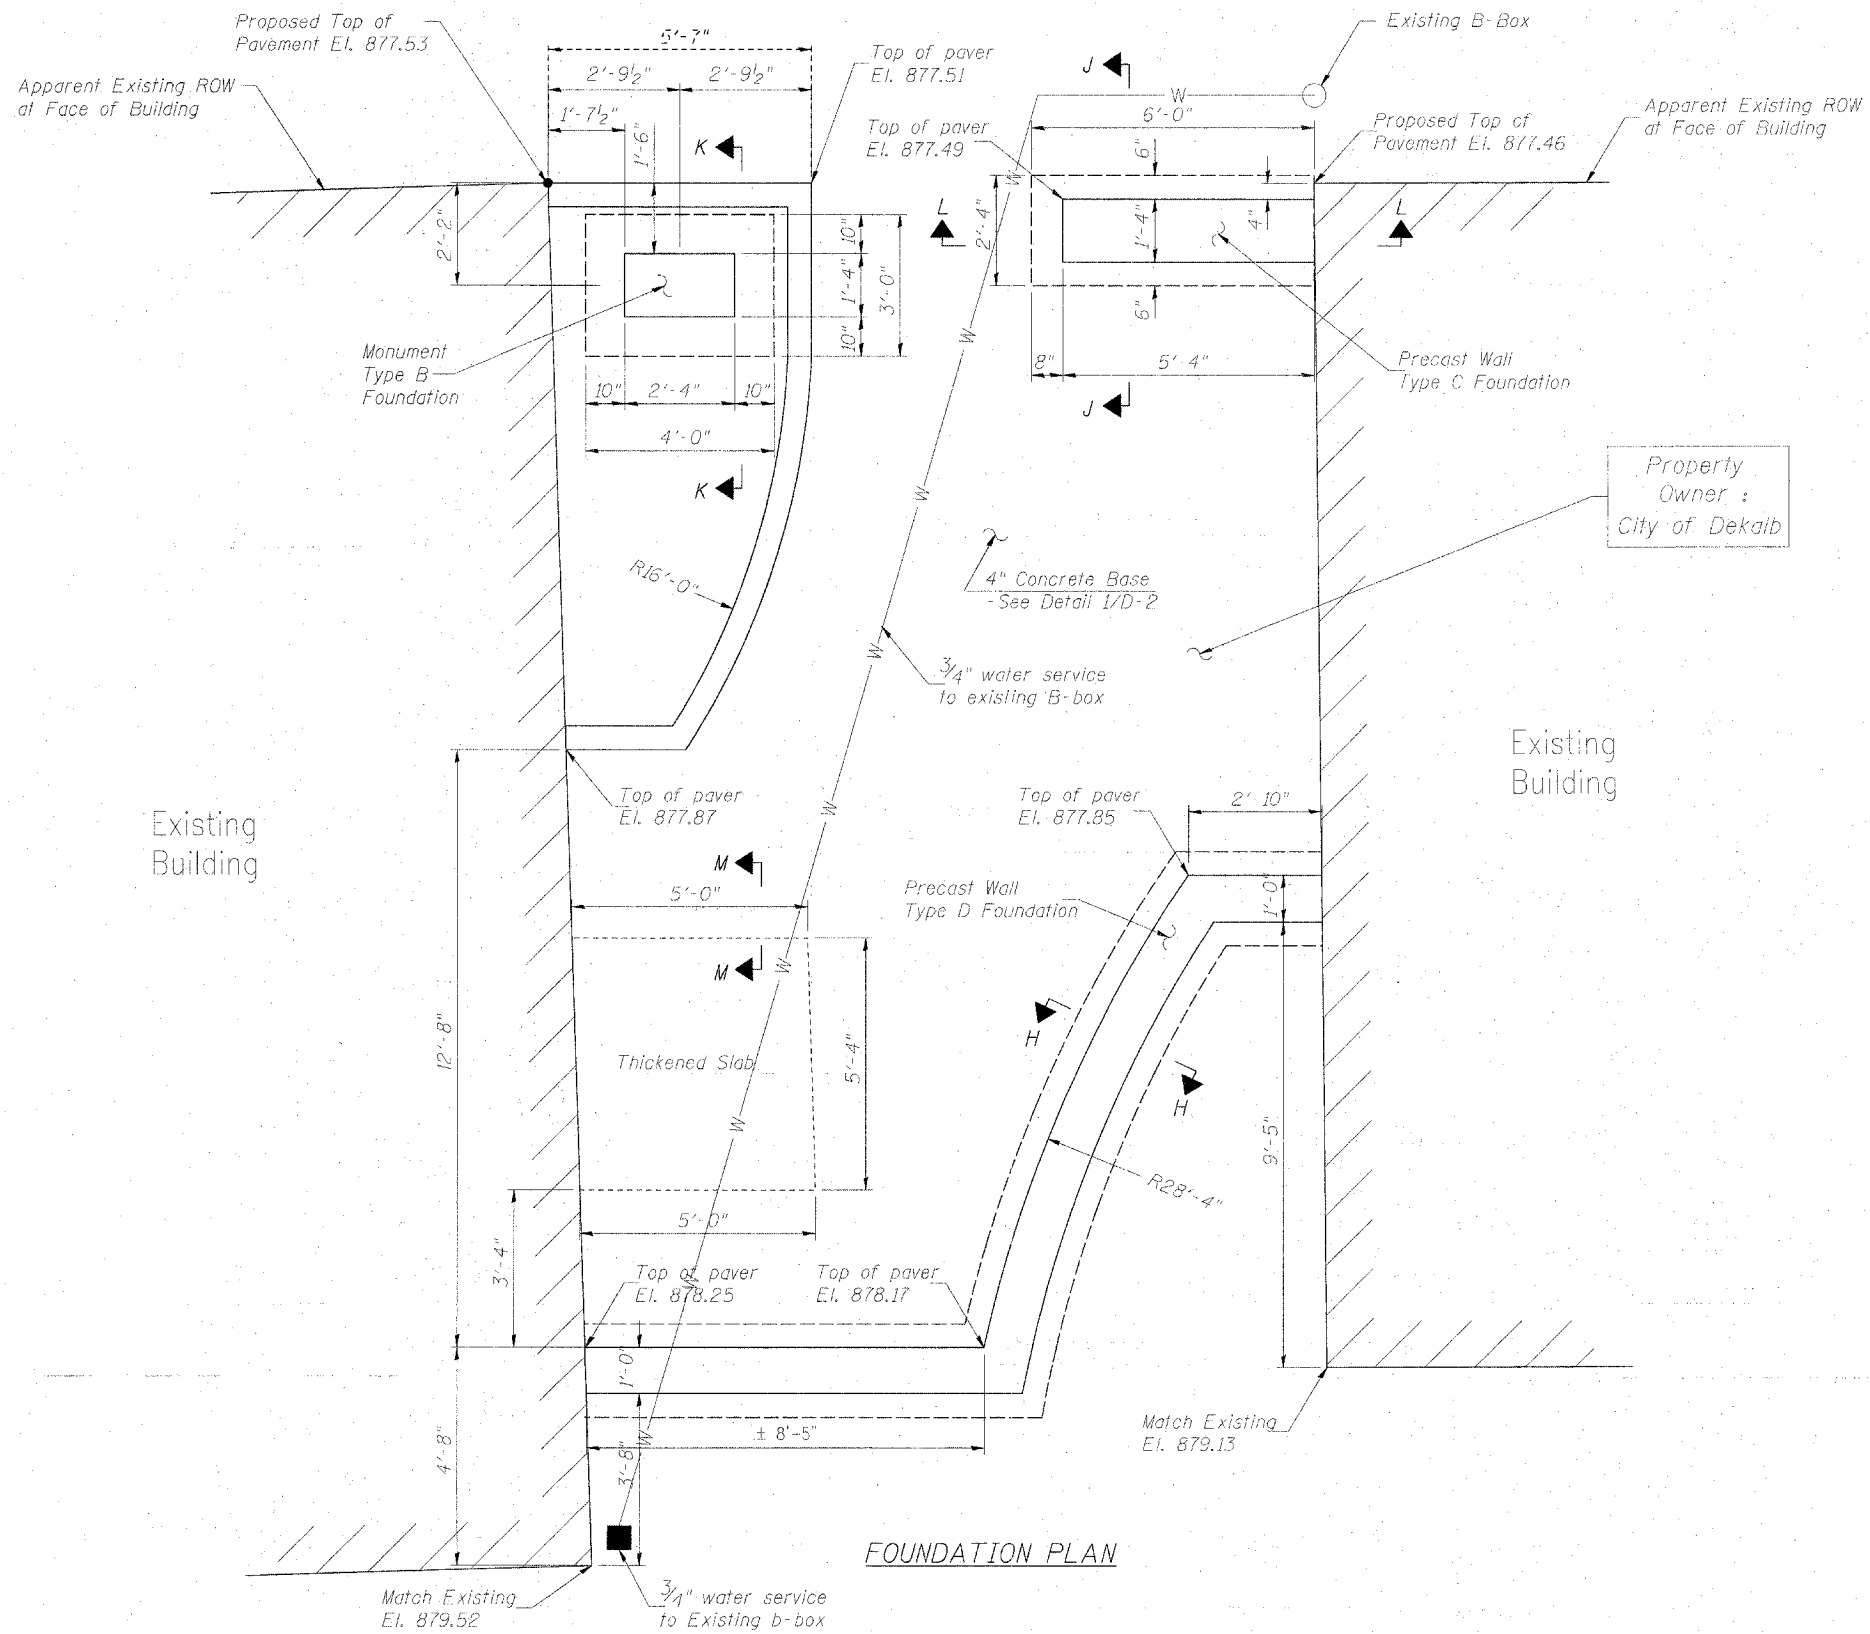 Proposed Top of
Pavement El. 877.53
5'-7"
Top of paver
El. 877.51
Existing B-Box
Apparent Existing ROW
at Face of Building
2'-9½"
2'-9½"
1'-7½"
1'-6"
K
J
W
6'-0"
Top of paver
El. 877.49
Proposed Top of
Pavement El. 877.46
Apparent Existing ROW
at Face of Building
2'-2"
10"
1'-4"
10"
3'-0"
L
2'-4"
6"
1'-4"
4"
6"
L
W
W
Monument
Type B
Foundation
10"
2'-4"
10"
4'-0"
8"
5'-4"
J
Precast Wall
Type C Foundation
K
W
Property
Owner :
City of Dekalb
R16'-0"
4" Concrete Base
-See Detail 1/D-2
W
3/4" water service
to existing B-box
Existing
Building
Existing
Building
Top of paver
El. 877.87
W
Top of paver
El. 877.85
2'-10"
M
5'-0"
Precast Wall
Type D Foundation
1'-0"
M
W
H
12'-8"
Thickened Slab
5'-4"
H
W
9'-5"
R28'-4"
5'-0"
3'-4"
Top of paver
El. 878.25
W
Top of paver
El. 878.17
1'-0"
± 8'-5"
W
4'-8"
3'-8"
Match Existing
El. 879.13
FOUNDATION PLAN
Match Existing
El. 879.52
3/4" water service
to Existing b-box